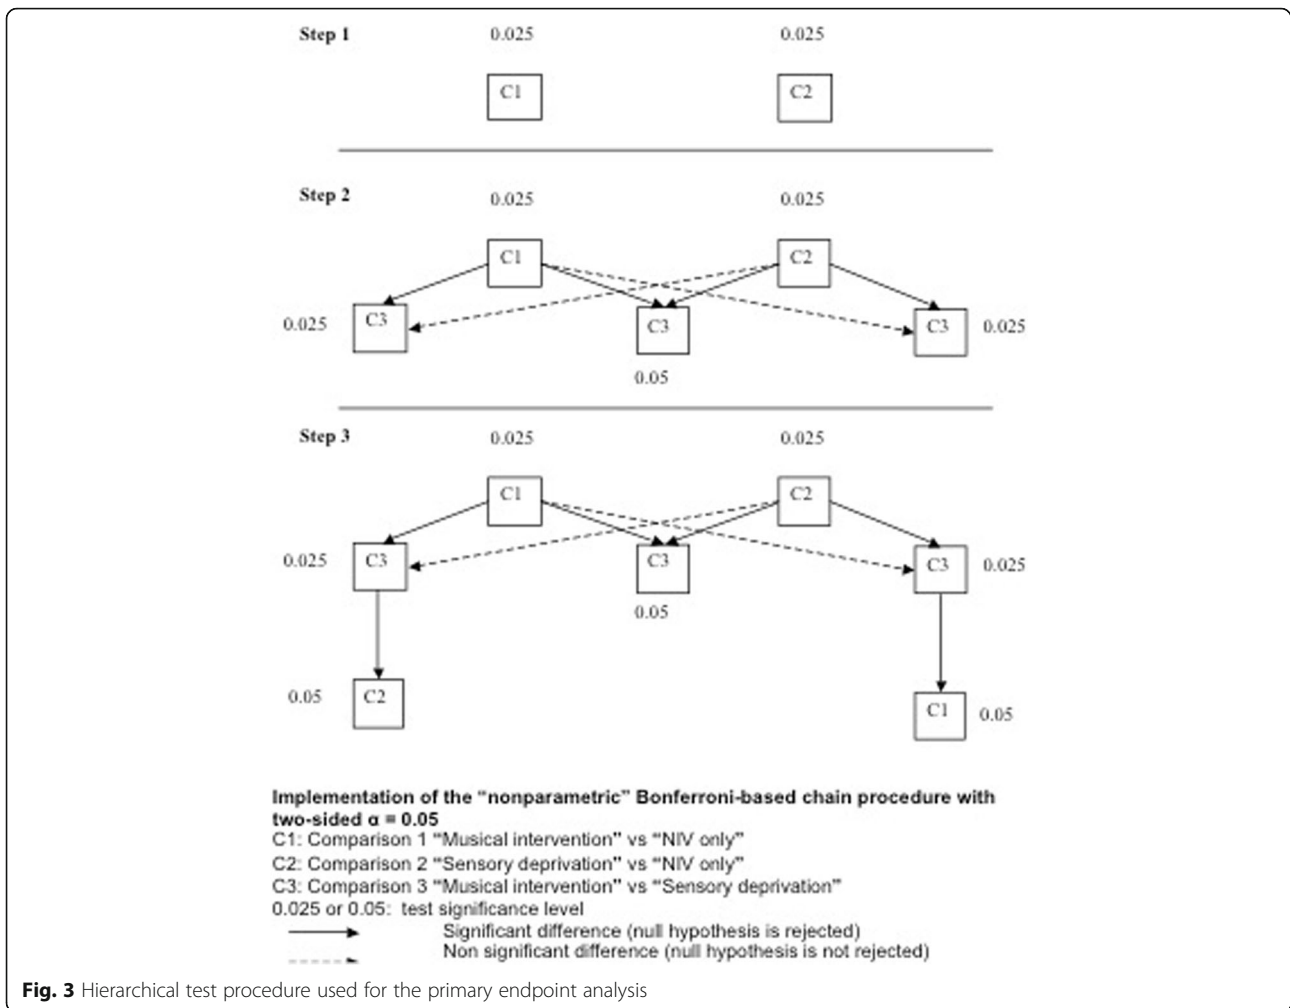 Step 1 0.025 0.025
C1 C2
Step 2
0.025 0.025
C1 C2
0.025 C3 C3 C3 0.025
0.05
Step 3 0.025 0.025
C1 C2
0.025 C3 C3 C3 0.025
0.05
0.05 C2 C1 0.05
Implementation of the “nonparametric” Bonferroni-based chain procedure with
two-sided α = 0.05
C1: Comparison 1 “Musical intervention” vs “NIV only”
C2: Comparison 2 “Sensory deprivation” vs “NIV only”
C3: Comparison 3 “Musical intervention” vs “Sensory deprivation”
0.025 or 0.05: test significance level
Significant difference (null hypothesis is rejected)
Non significant difference (null hypothesis is not rejected)
Fig. 3 Hierarchical test procedure used for the primary endpoint analysis